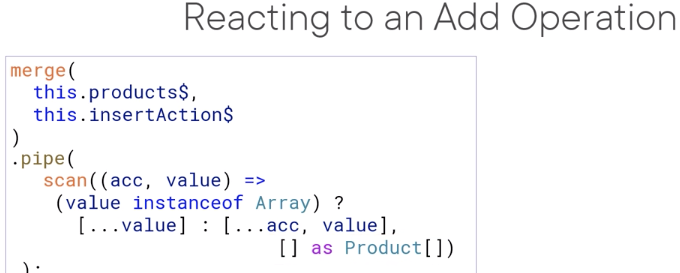 Reacting to an Add Operation
merge(
this.products$,
this.insertAction$
)
.pipe(
scan((acc, value) =>
(value instanceof Array) ?
[...value] : [...acc, value],
[] as Product[])
);